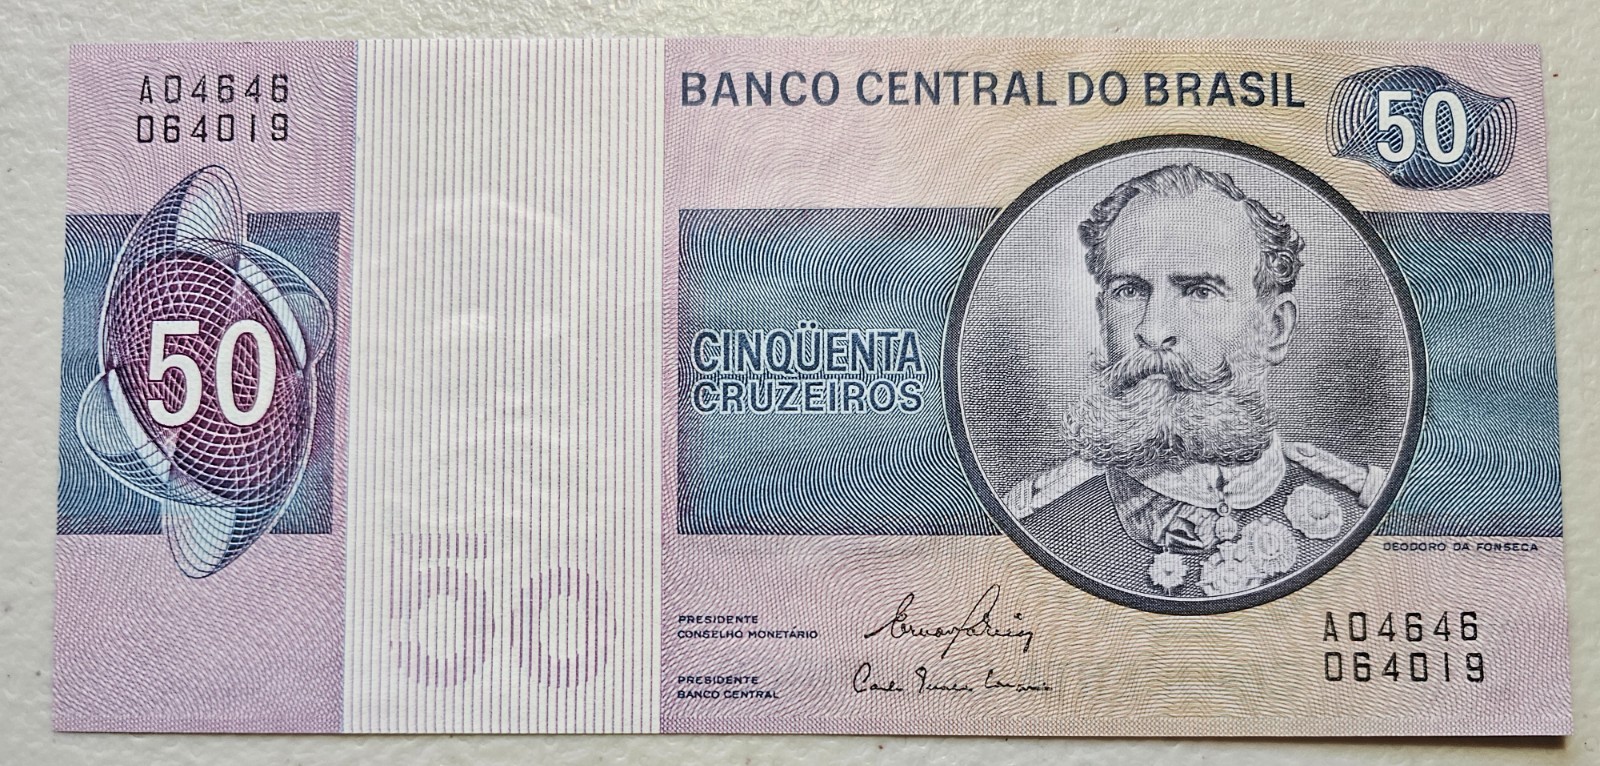 A04646
064019
BANCO CENTRAL DO BRASIL
50
50
CINQÜENTA
CRUZEIROS
DEODORO DA FONSECA
50
PRESIDENTE
CONSELHO MONETÁRIO
PRESIDENTE
BANCO CENTRAL
A04646
064019